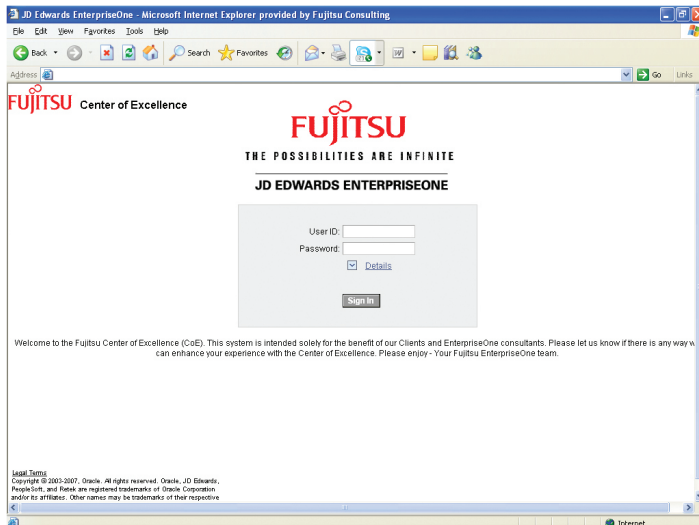 JD Edwards EnterpriseOne - Microsoft Internet Explorer provided by Fujitsu Consulting
File Edit View Favorites Tools Help
Back Search Favorites
Address Go Links
FUJITSU Center of Excellence
FUJITSU
THE POSSIBILITIES ARE INFINITE
JD EDWARDS ENTERPRISEONE
User ID:
Password:
Details
Sign In
Welcome to the Fujitsu Center of Excellence (CoE). This system is intended solely for the benefit of our Clients and EnterpriseOne consultants. Please let us know if there is any way w
can enhance your experience with the Center of Excellence. Please enjoy - Your Fujitsu EnterpriseOne team.
Legal Terms
Copyright © 2003-2007, Oracle. All rights reserved. Oracle, JD Edwards,
PeopleSoft, and Retek are registered trademarks of Oracle Corporation
and/or its affiliates. Other names may be trademarks of their respective
Internet